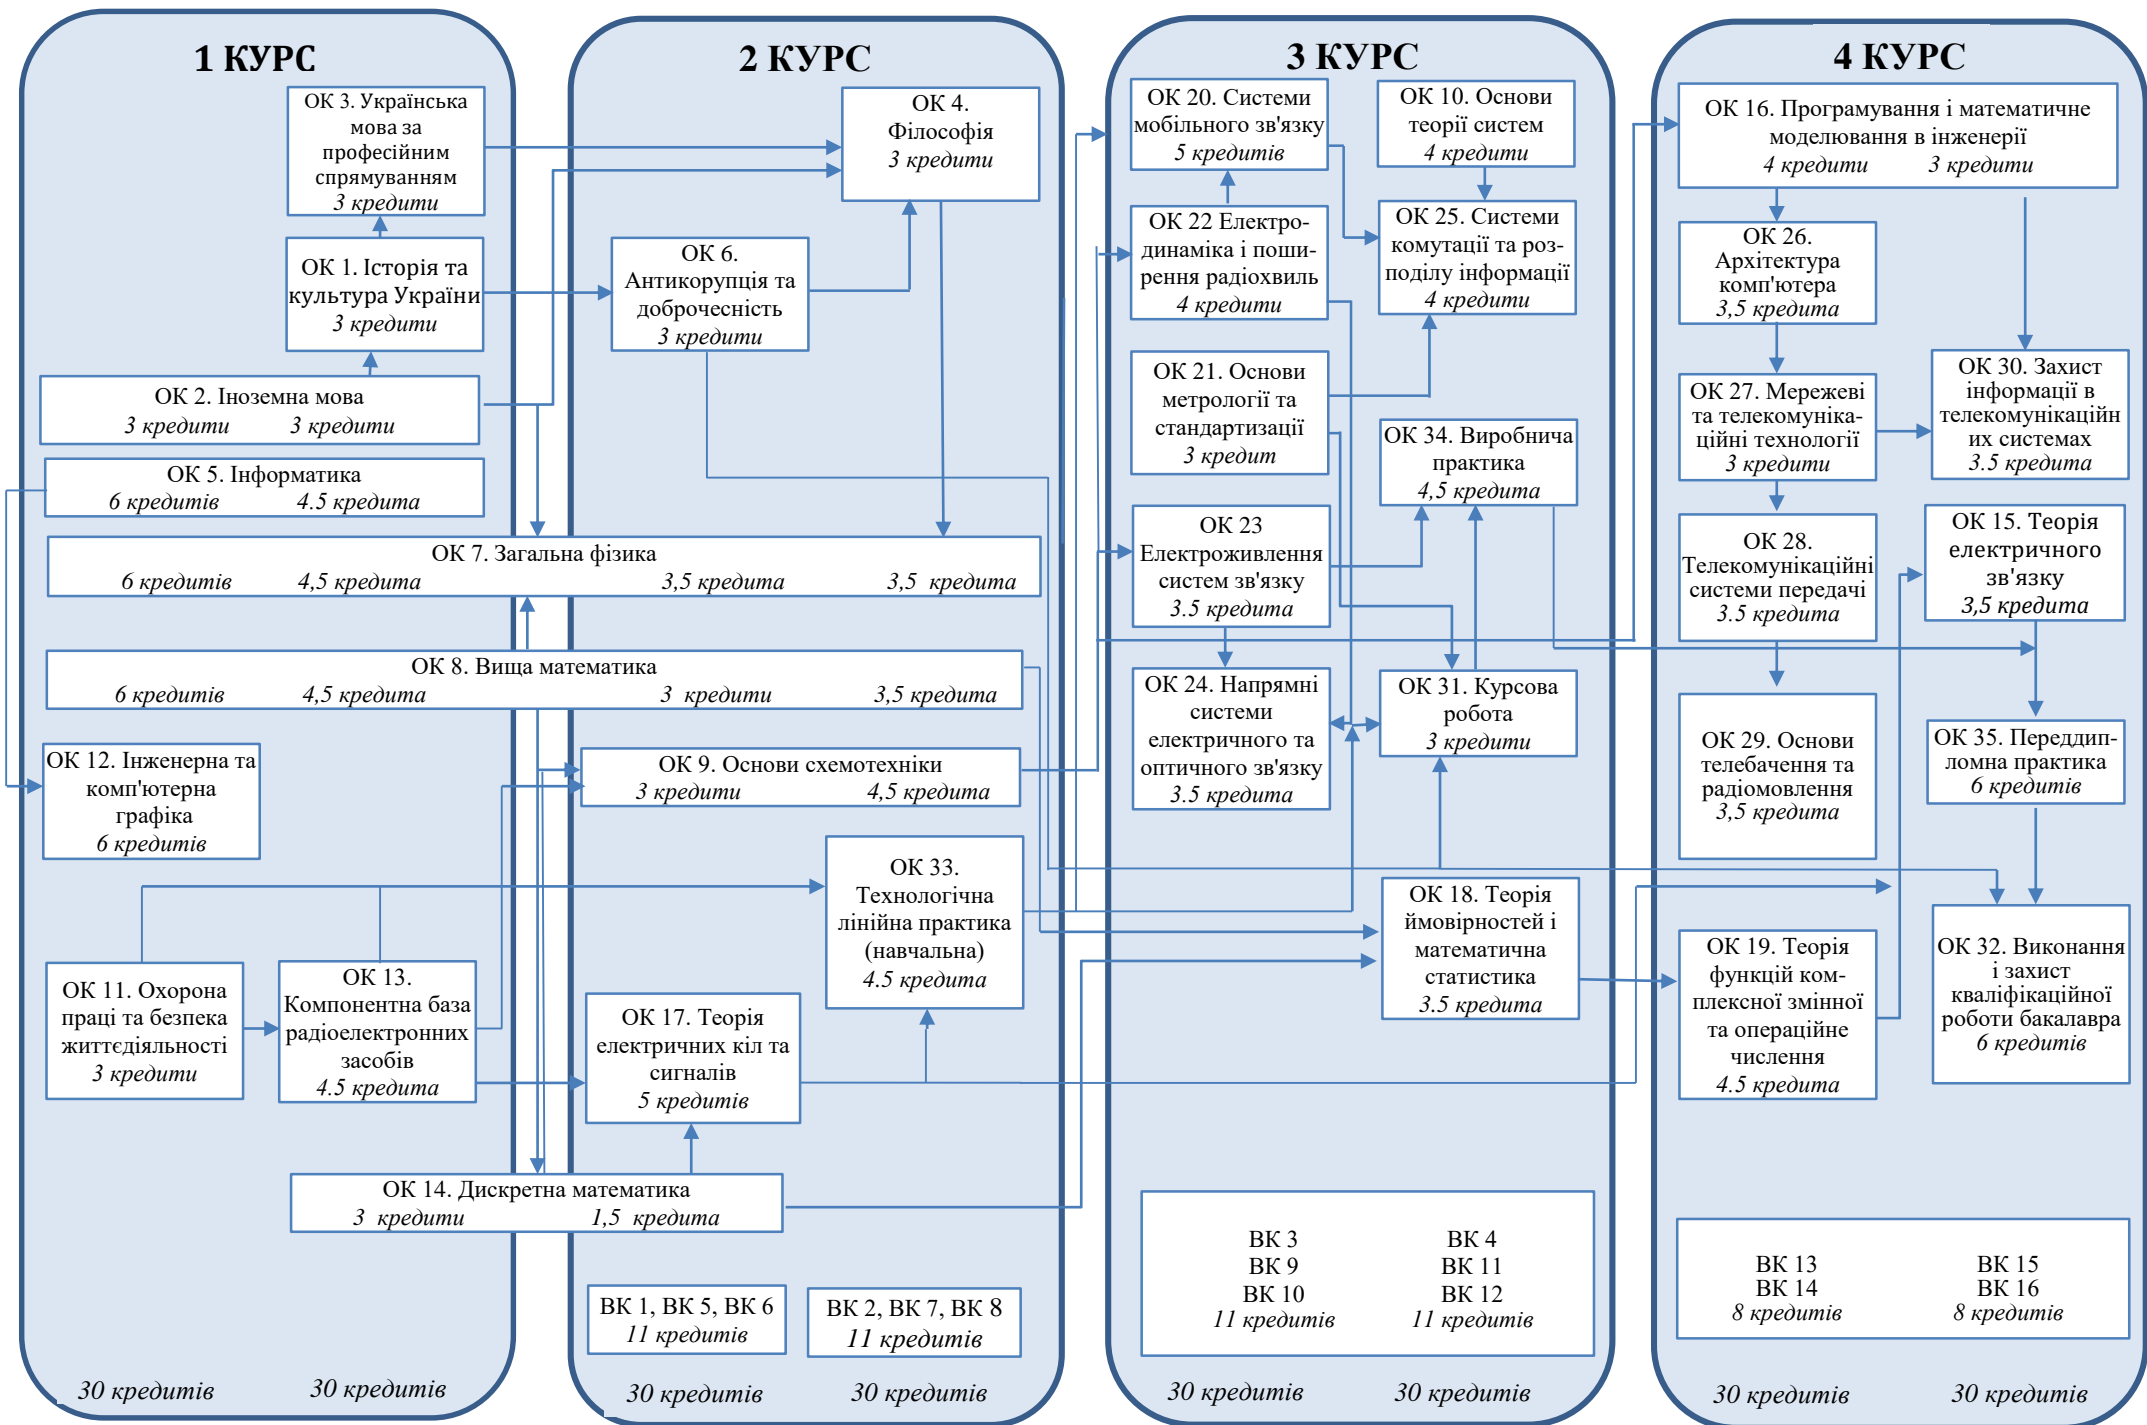 1 КУРС
ОК 3. Українська
мова за
професійним
спрямуванням
3 кредити
ОК 1. Історія та
культура України
3 кредити
ОК 2. Іноземна мова
3 кредити 3 кредити
ОК 5. Інформатика
6 кредитів 4.5 кредита
ОК 7. Загальна фізика
6 кредитів 4,5 кредита 3,5 кредита 3,5 кредита
ОК 8. Вища математика
6 кредитів 4,5 кредита 3 кредити 3,5 кредита
ОК 12. Інженерна та
комп'ютерна
графіка
6 кредитів
ОК 11. Охорона
праці та безпека
життєдіяльності
3 кредити
ОК 13.
Компонентна база
радіоелектронних
засобів
4.5 кредита
ОК 14. Дискретна математика
3 кредити 1,5 кредита
30 кредитів 30 кредитів
2 КУРС
ОК 4.
Філософія
3 кредити
ОК 6.
Антикорупція та
доброчесність
3 кредити
ОК 9. Основи схемотехніки
3 кредити 4,5 кредита
ОК 33.
Технологічна
лінійна практика
(навчальна)
4.5 кредита
ОК 17. Теорія
електричних кіл та
сигналів
5 кредитів
ВК 1, ВК 5, ВК 6
11 кредитів
ВК 2, ВК 7, ВК 8
11 кредитів
30 кредитів 30 кредитів
3 КУРС
ОК 20. Системи
мобільного зв'язку
5 кредитів
ОК 10. Основи
теорії систем
4 кредити
ОК 22 Електро-
динаміка і поши-
рення радіохвиль
4 кредити
ОК 25. Системи
комутації та роз-
поділу інформації
4 кредити
ОК 21. Основи
метрології та
стандартизації
3 кредит
ОК 34. Виробнича
практика
4,5 кредита
ОК 23
Електроживлення
систем зв'язку
3.5 кредита
ОК 24. Напрямні
системи
електричного та
оптичного зв'язку
3.5 кредита
ОК 31. Курсова
робота
3 кредити
ОК 18. Теорія
ймовірностей і
математична
статистика
3.5 кредита
ВК 3 ВК 4
ВК 9 ВК 11
ВК 10 ВК 12
11 кредитів 11 кредитів
30 кредитів 30 кредитів
4 КУРС
ОК 16. Програмування і математичне
моделювання в інженерії
4 кредити 3 кредити
ОК 26.
Архітектура
комп'ютера
3,5 кредита
ОК 27. Мережеві
та телекомуніка-
ційні технології
3 кредити
ОК 30. Захист
інформації в
телекомунікаційн
их системах
3.5 кредита
ОК 28.
Телекомунікаційні
системи передачі
3.5 кредита
ОК 15. Теорія
електричного
зв'язку
3,5 кредита
ОК 29. Основи
телебачення та
радіомовлення
3,5 кредита
ОК 35. Переддип-
ломна практика
6 кредитів
ОК 19. Теорія
функцій ком-
плексної змінної
та операційне
числення
4.5 кредита
ОК 32. Виконання
і захист
кваліфікаційної
роботи бакалавра
6 кредитів
ВК 13 ВК 15
ВК 14 ВК 16
8 кредитів 8 кредитів
30 кредитів 30 кредитів